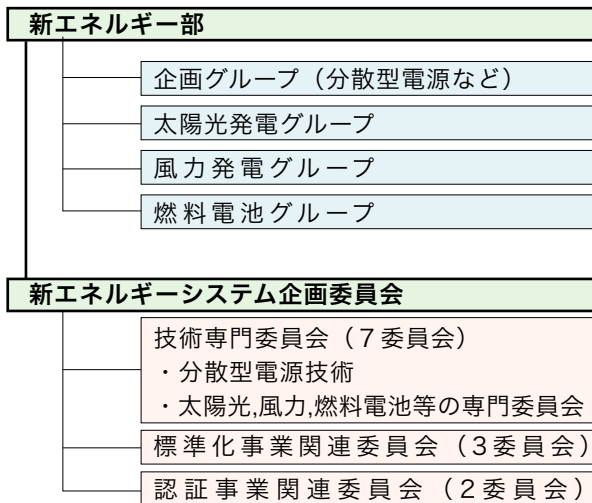 新エネルギー部
企画グループ（分散型電源など）
太陽光発電グループ
風力発電グループ
燃料電池グループ
新エネルギーシステム企画委員会
技術専門委員会（７委員会）
・分散型電源技術
・太陽光,風力,燃料電池等の専門委員会
標準化事業関連委員会（3委員会）
認証事業関連委員会（２委員会）